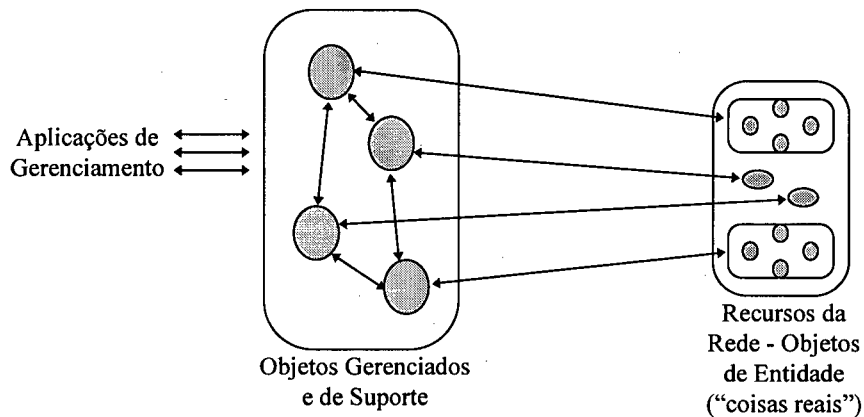 Aplicações de
Gerenciamento
Objetos Gerenciados
e de Suporte
Recursos da
Rede - Objetos
de Entidade
(“coisas reais”)